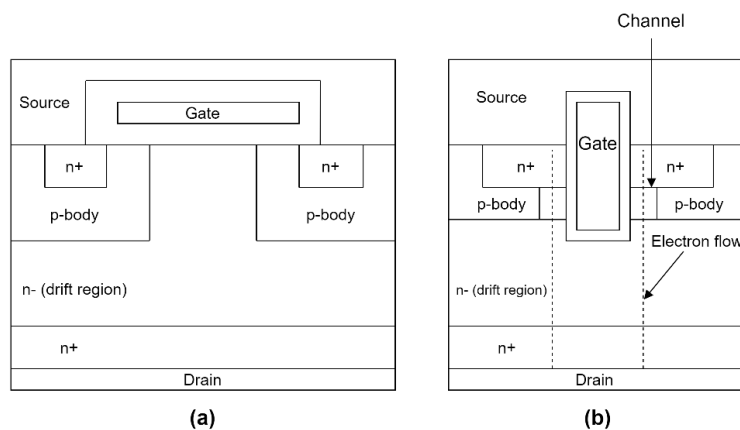 Source
Gate
n+
n+
p-body
p-body
n- (drift region)
n+
Drain
(a)
Channel
Source
Gate
n+
n+
p-body
p-body
Electron flow
n- (drift region)
n+
Drain
(b)